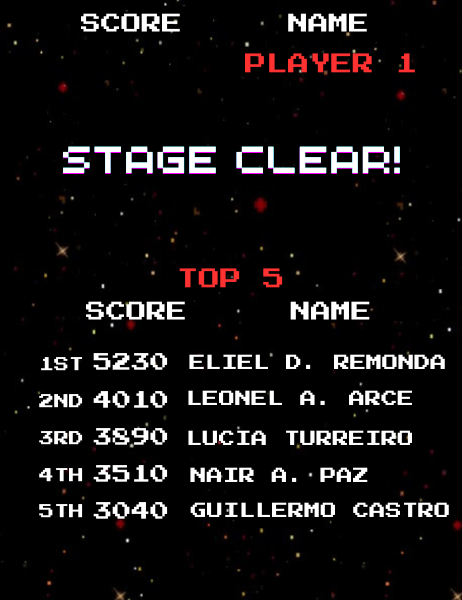 SCORE NAME
PLAYER 1
STAGE CLEAR!
TOP 5
SCORE NAME
1ST 5230 ELIEL D. REMONDA
2ND 4010 LEONEL A. ARCE
3RD 3890 LUCIA TURREIRO
4TH 3510 NAIR A. PAZ
5TH 3040 GUILLERMO CASTRO